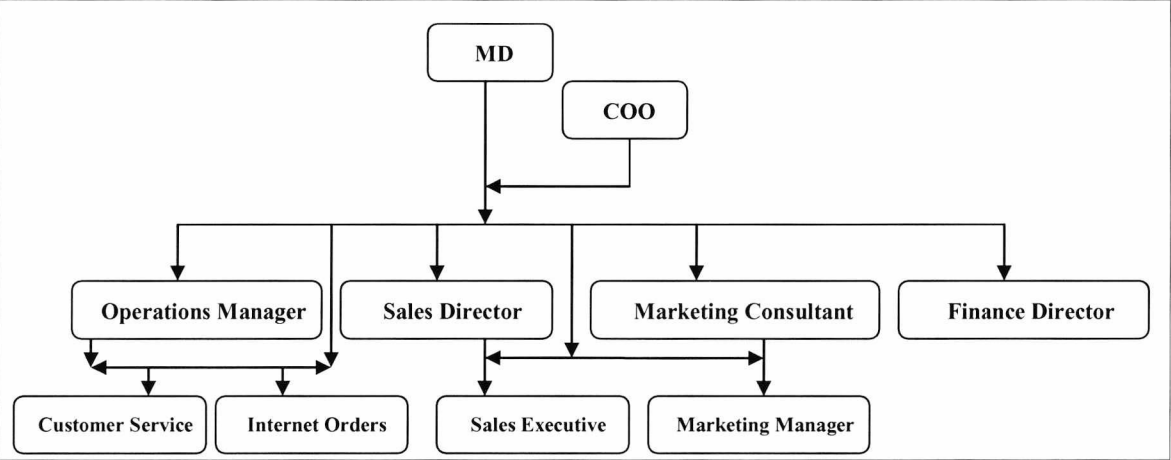 MD
COO
Operations Manager
Sales Director
Marketing Consultant
Finance Director
Customer Service
Internet Orders
Sales Executive
Marketing Manager